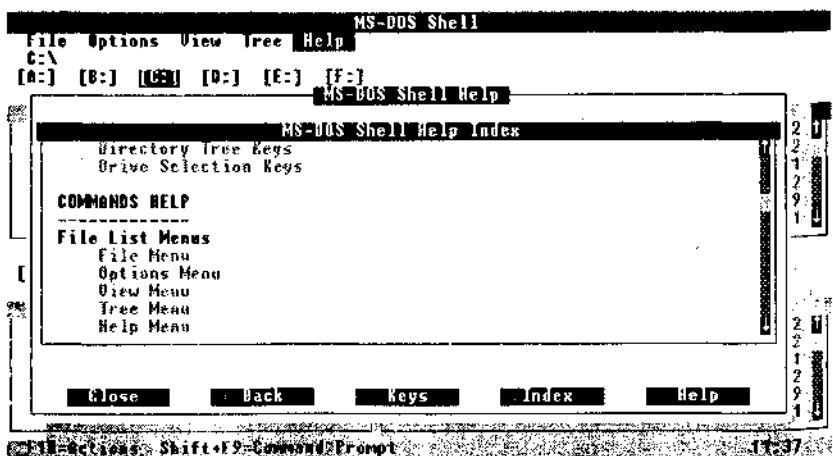 MS-DOS Shell
File Options View Tree Help
C:\
[A:] [B:] [C:] [D:] [E:] [F:]
MS-DOS Shell Help
MS-DOS Shell Help Index
Directory Tree Keys
Drive Selection Keys
COMMANDS HELP
--------------
File List Menus
File Menu
Options Menu
View Menu
Tree Menu
Help Menu
Close Back Keys Index Help
F10=Actions Shift+F9=Command Prompt